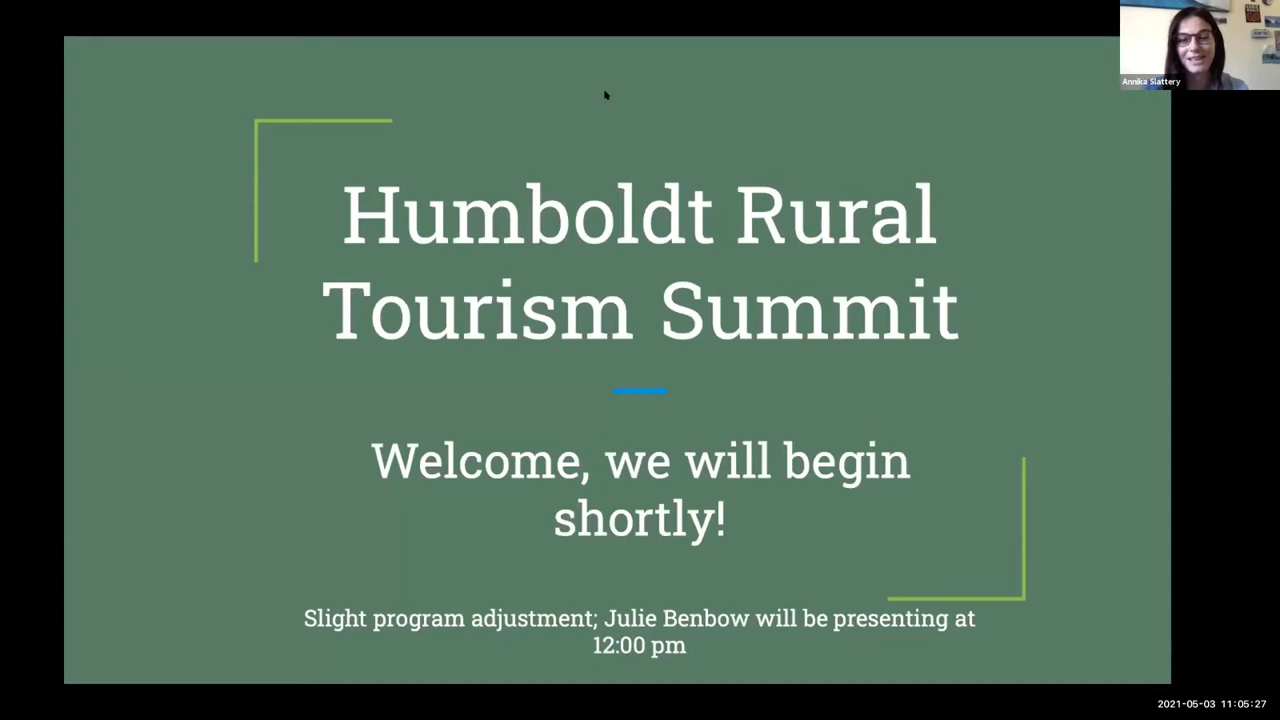 Annika Slattery
Humboldt Rural
Tourism Summit
Welcome, we will begin
shortly!
Slight program adjustment; Julie Benbow will be presenting at
12:00 pm
2021-05-03 11:05:27